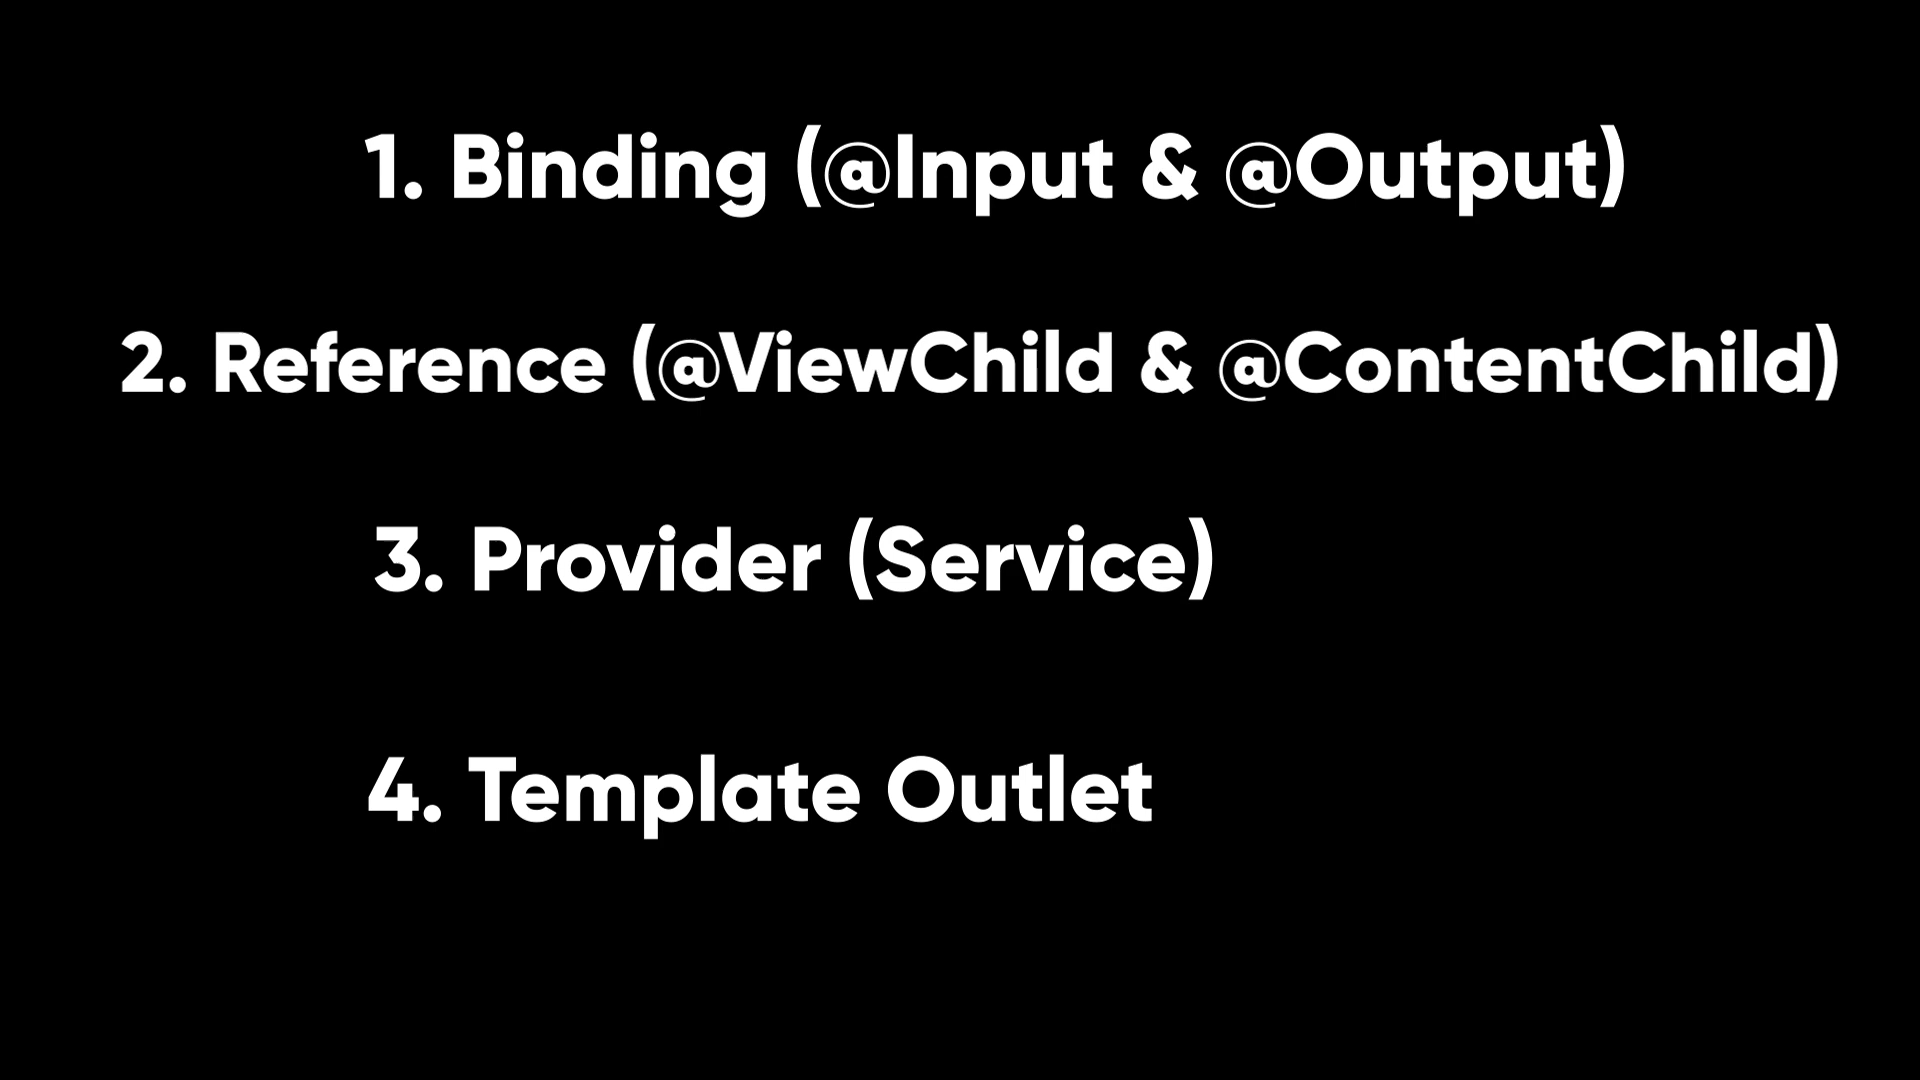 1. Binding (@Input & @Output)
2. Reference (@ViewChild & @ContentChild)
3. Provider (Service)
4. Template Outlet